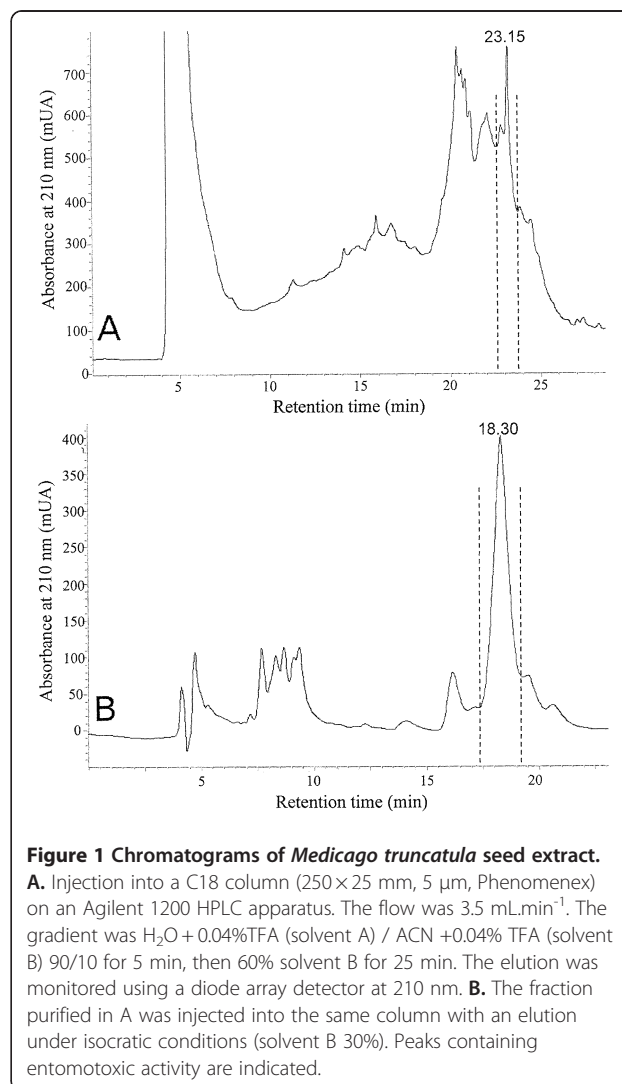 23.15
700
600
500
400
300
200
100
0
Absorbance at 210 nm (mUA)
A
5
10
15
20
25
Retention time (min)
18.30
400
350
300
250
200
150
100
50
0
Absorbance at 210 nm (mUA)
B
5
10
15
20
Retention time (min)
Figure 1 Chromatograms of Medicago truncatula seed extract.
A. Injection into a C18 column (250 × 25 mm, 5 μm, Phenomenex)
on an Agilent 1200 HPLC apparatus. The flow was 3.5 mL.min⁻¹. The
gradient was H₂O + 0.04%TFA (solvent A) / ACN +0.04% TFA (solvent
B) 90/10 for 5 min, then 60% solvent B for 25 min. The elution was
monitored using a diode array detector at 210 nm. B. The fraction
purified in A was injected into the same column with an elution
under isocratic conditions (solvent B 30%). Peaks containing
entomotoxic activity are indicated.